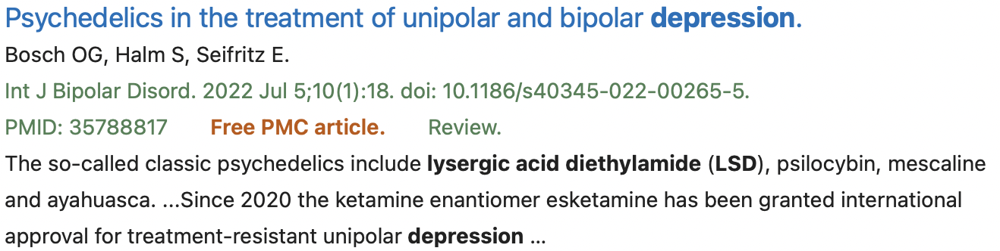 Psychedelics in the treatment of unipolar and bipolar depression.
Bosch OG, Halm S, Seifritz E.
Int J Bipolar Disord. 2022 Jul 5;10(1):18. doi: 10.1186/s40345-022-00265-5.
PMID: 35788817 Free PMC article. Review.
The so-called classic psychedelics include lysergic acid diethylamide (LSD), psilocybin, mescaline
and ayahuasca. ...Since 2020 the ketamine enantiomer esketamine has been granted international
approval for treatment-resistant unipolar depression ...